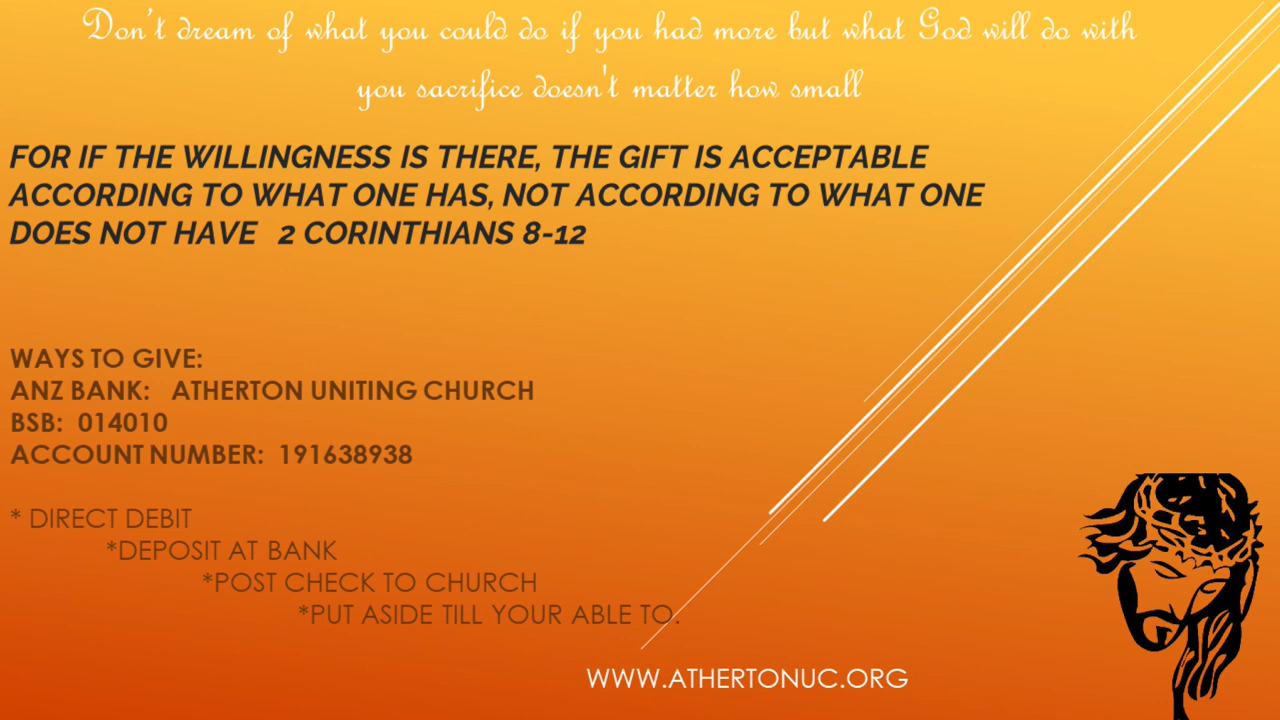 Don't dream of what you could do if you had more but what God will do with
you sacrifice doesn't matter how small
FOR IF THE WILLINGNESS IS THERE, THE GIFT IS ACCEPTABLE
ACCORDING TO WHAT ONE HAS, NOT ACCORDING TO WHAT ONE
DOES NOT HAVE 2 CORINTHIANS 8-12
WAYS TO GIVE:
ANZ BANK: ATHERTON UNITING CHURCH
BSB: 014010
ACCOUNT NUMBER: 191638938
* DIRECT DEBIT
*DEPOSIT AT BANK
*POST CHECK TO CHURCH
*PUT ASIDE TILL YOUR ABLE TO.
WWW.ATHERTONUC.ORG